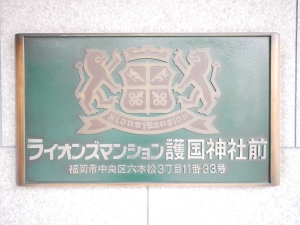 Lions Mansion
ライオンズマンション護国神社前
福岡市中央区六本松3丁目11番33号